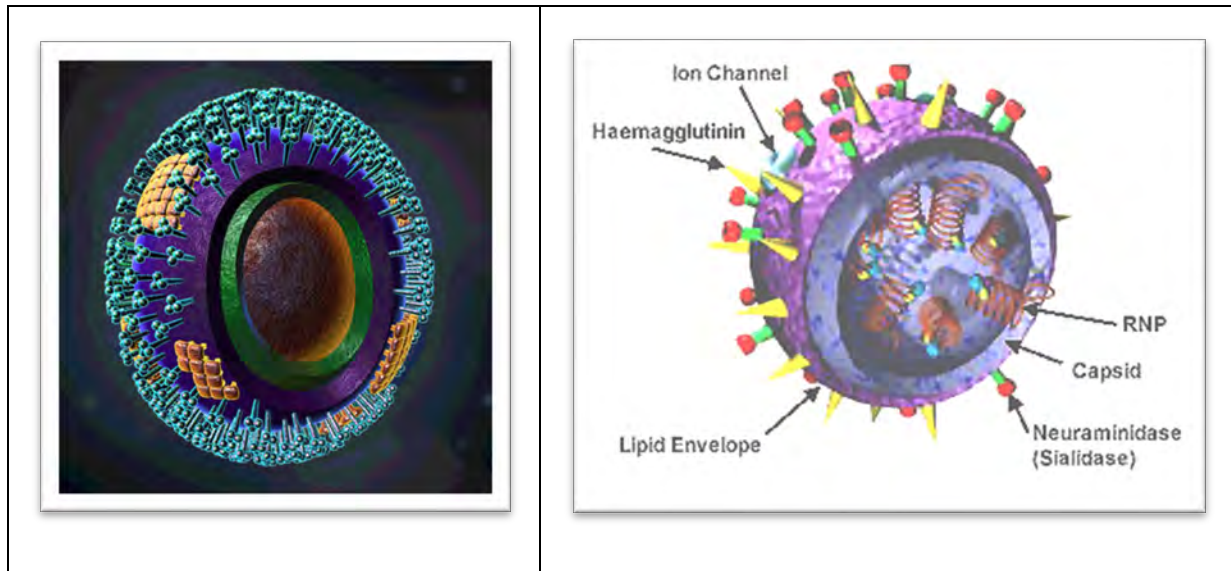 Ion Channel
Haemagglutinin
RNP
Capsid
Lipid Envelope
Neuraminidase
(Sialidase)